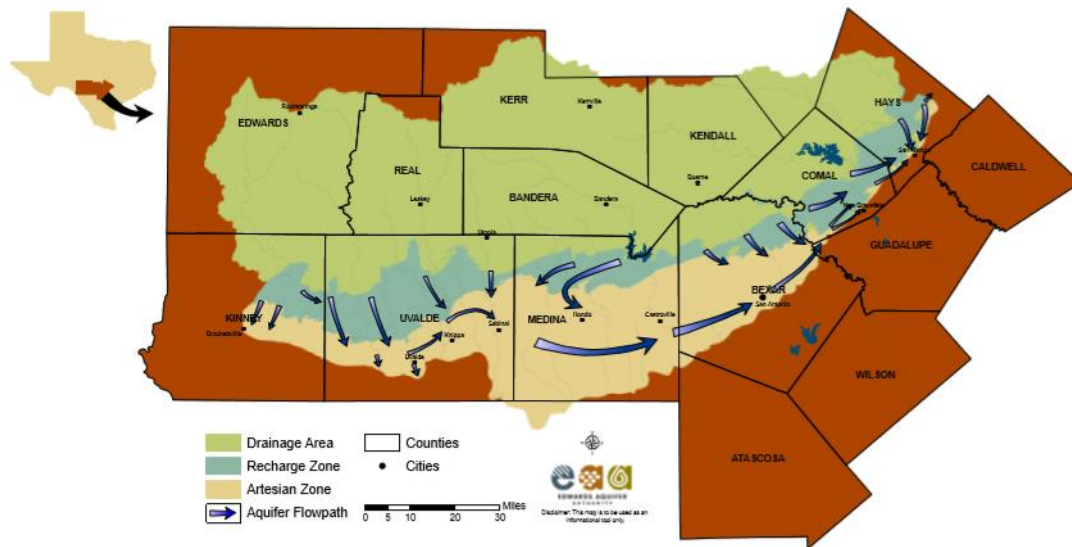 KERR
Kerrville
HAYS
Rocksprings
EDWARDS
KENDALL
San Marcos
CALDWELL
REAL
Boerne
COMAL
Leakey
BANDERA
Bandera
New Braunfels
Utopia
GUADALUPE
BEXAR
San Antonio
KINNEY
UVALDE
MEDINA
Hondo
Castroville
Brackettville
Sabinal
Knippa
Uvalde
WILSON
ATASCOSA
Drainage Area
Recharge Zone
Artesian Zone
Aquifer Flowpath
Counties
Cities
Miles
0 5 10 20 30
eaa
EDWARDS AQUIFER
AUTHORITY
Disclaimer: This map is to be used as an
informational tool only.